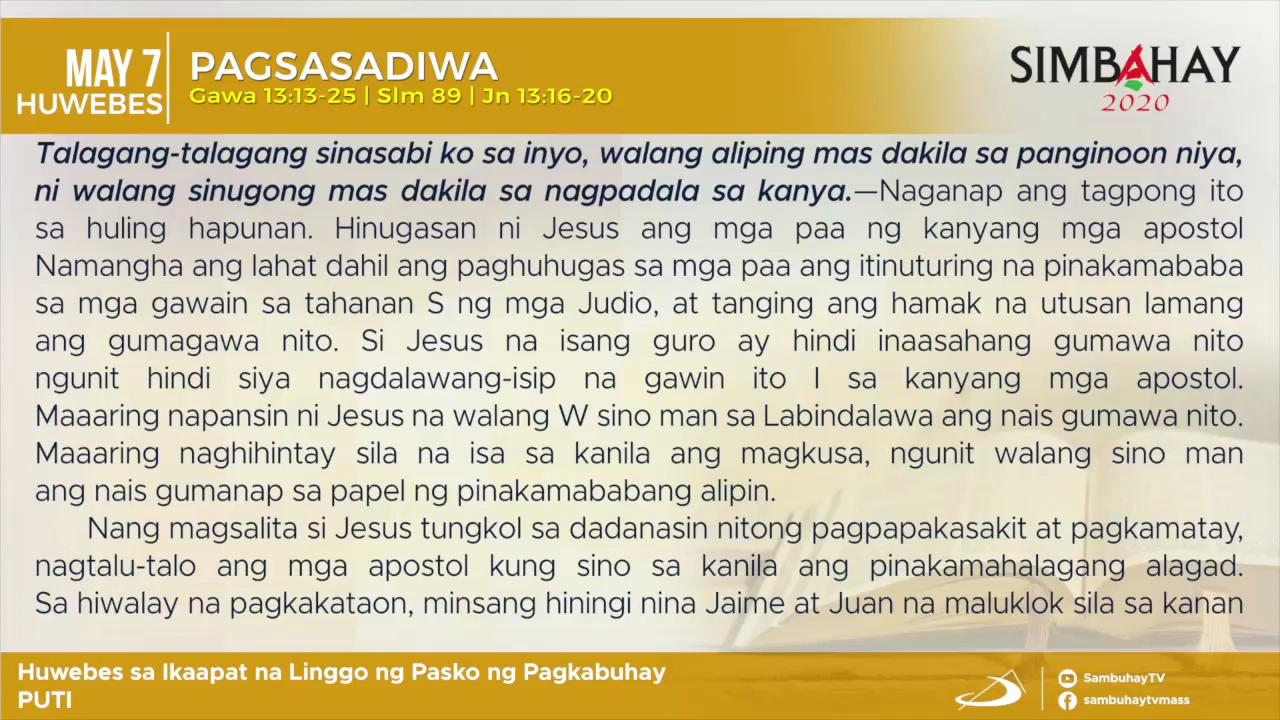 MAY 7
HUWEBES
PAGSASADIWA
Gawa 13:13-25 | Slm 89 | Jn 13:16-20
SIMBAHAY
2020
Talagang-talagang sinasabi ko sa inyo, walang aliping mas dakila sa panginoon niya,
ni walang sinugong mas dakila sa nagpadala sa kanya.—Naganap ang tagpong ito
sa huling hapunan. Hinugasan ni Jesus ang mga paa ng kanyang mga apostol
Namangha ang lahat dahil ang paghuhugas sa mga paa ang itinuturing na pinakamababa
sa mga gawain sa tahanan S ng mga Judio, at tanging ang hamak na utusan lamang
ang gumagawa nito. Si Jesus na isang guro ay hindi inaasahang gumawa nito
ngunit hindi siya nagdalawang-isip na gawin ito I sa kanyang mga apostol.
Maaaring napansin ni Jesus na walang W sino man sa Labindalawa ang nais gumawa nito.
Maaaring naghihintay sila na isa sa kanila ang magkusa, ngunit walang sino man
ang nais gumanap sa papel ng pinakamababang alipin.
Nang magsalita si Jesus tungkol sa dadanasin nitong pagpapakasakit at pagkamatay,
nagtalu-talo ang mga apostol kung sino sa kanila ang pinakamahalagang alagad.
Sa hiwalay na pagkakataon, minsang hiningi nina Jaime at Juan na maluklok sila sa kanan
Huwebes sa Ikaapat na Linggo ng Pasko ng Pagkabuhay
PUTI
SambuhayTV
sambuhaytvmass